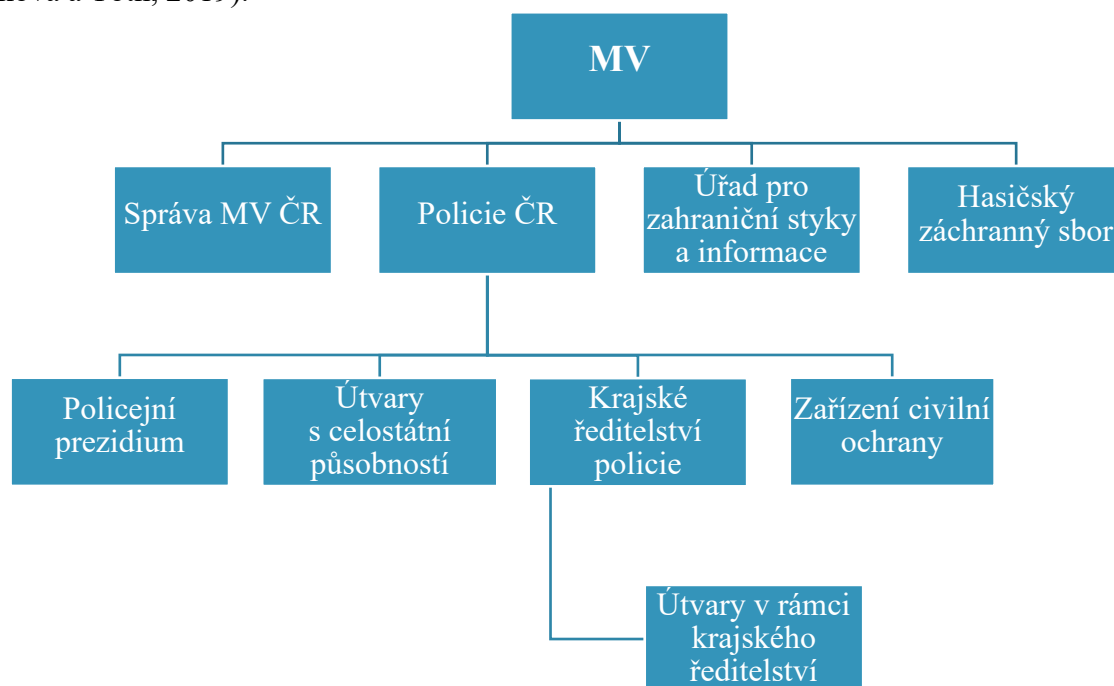 2019).
MV
Správa MV ČR
Policie ČR
Úřad pro
zahraniční styky
a informace
Hasičský
záchranný sbor
Policejní
prezidium
Útvary
s celostátní
působností
Krajské
ředitelství
policie
Zařízení civilní
ochrany
Útvary v rámci
krajského
ředitelství